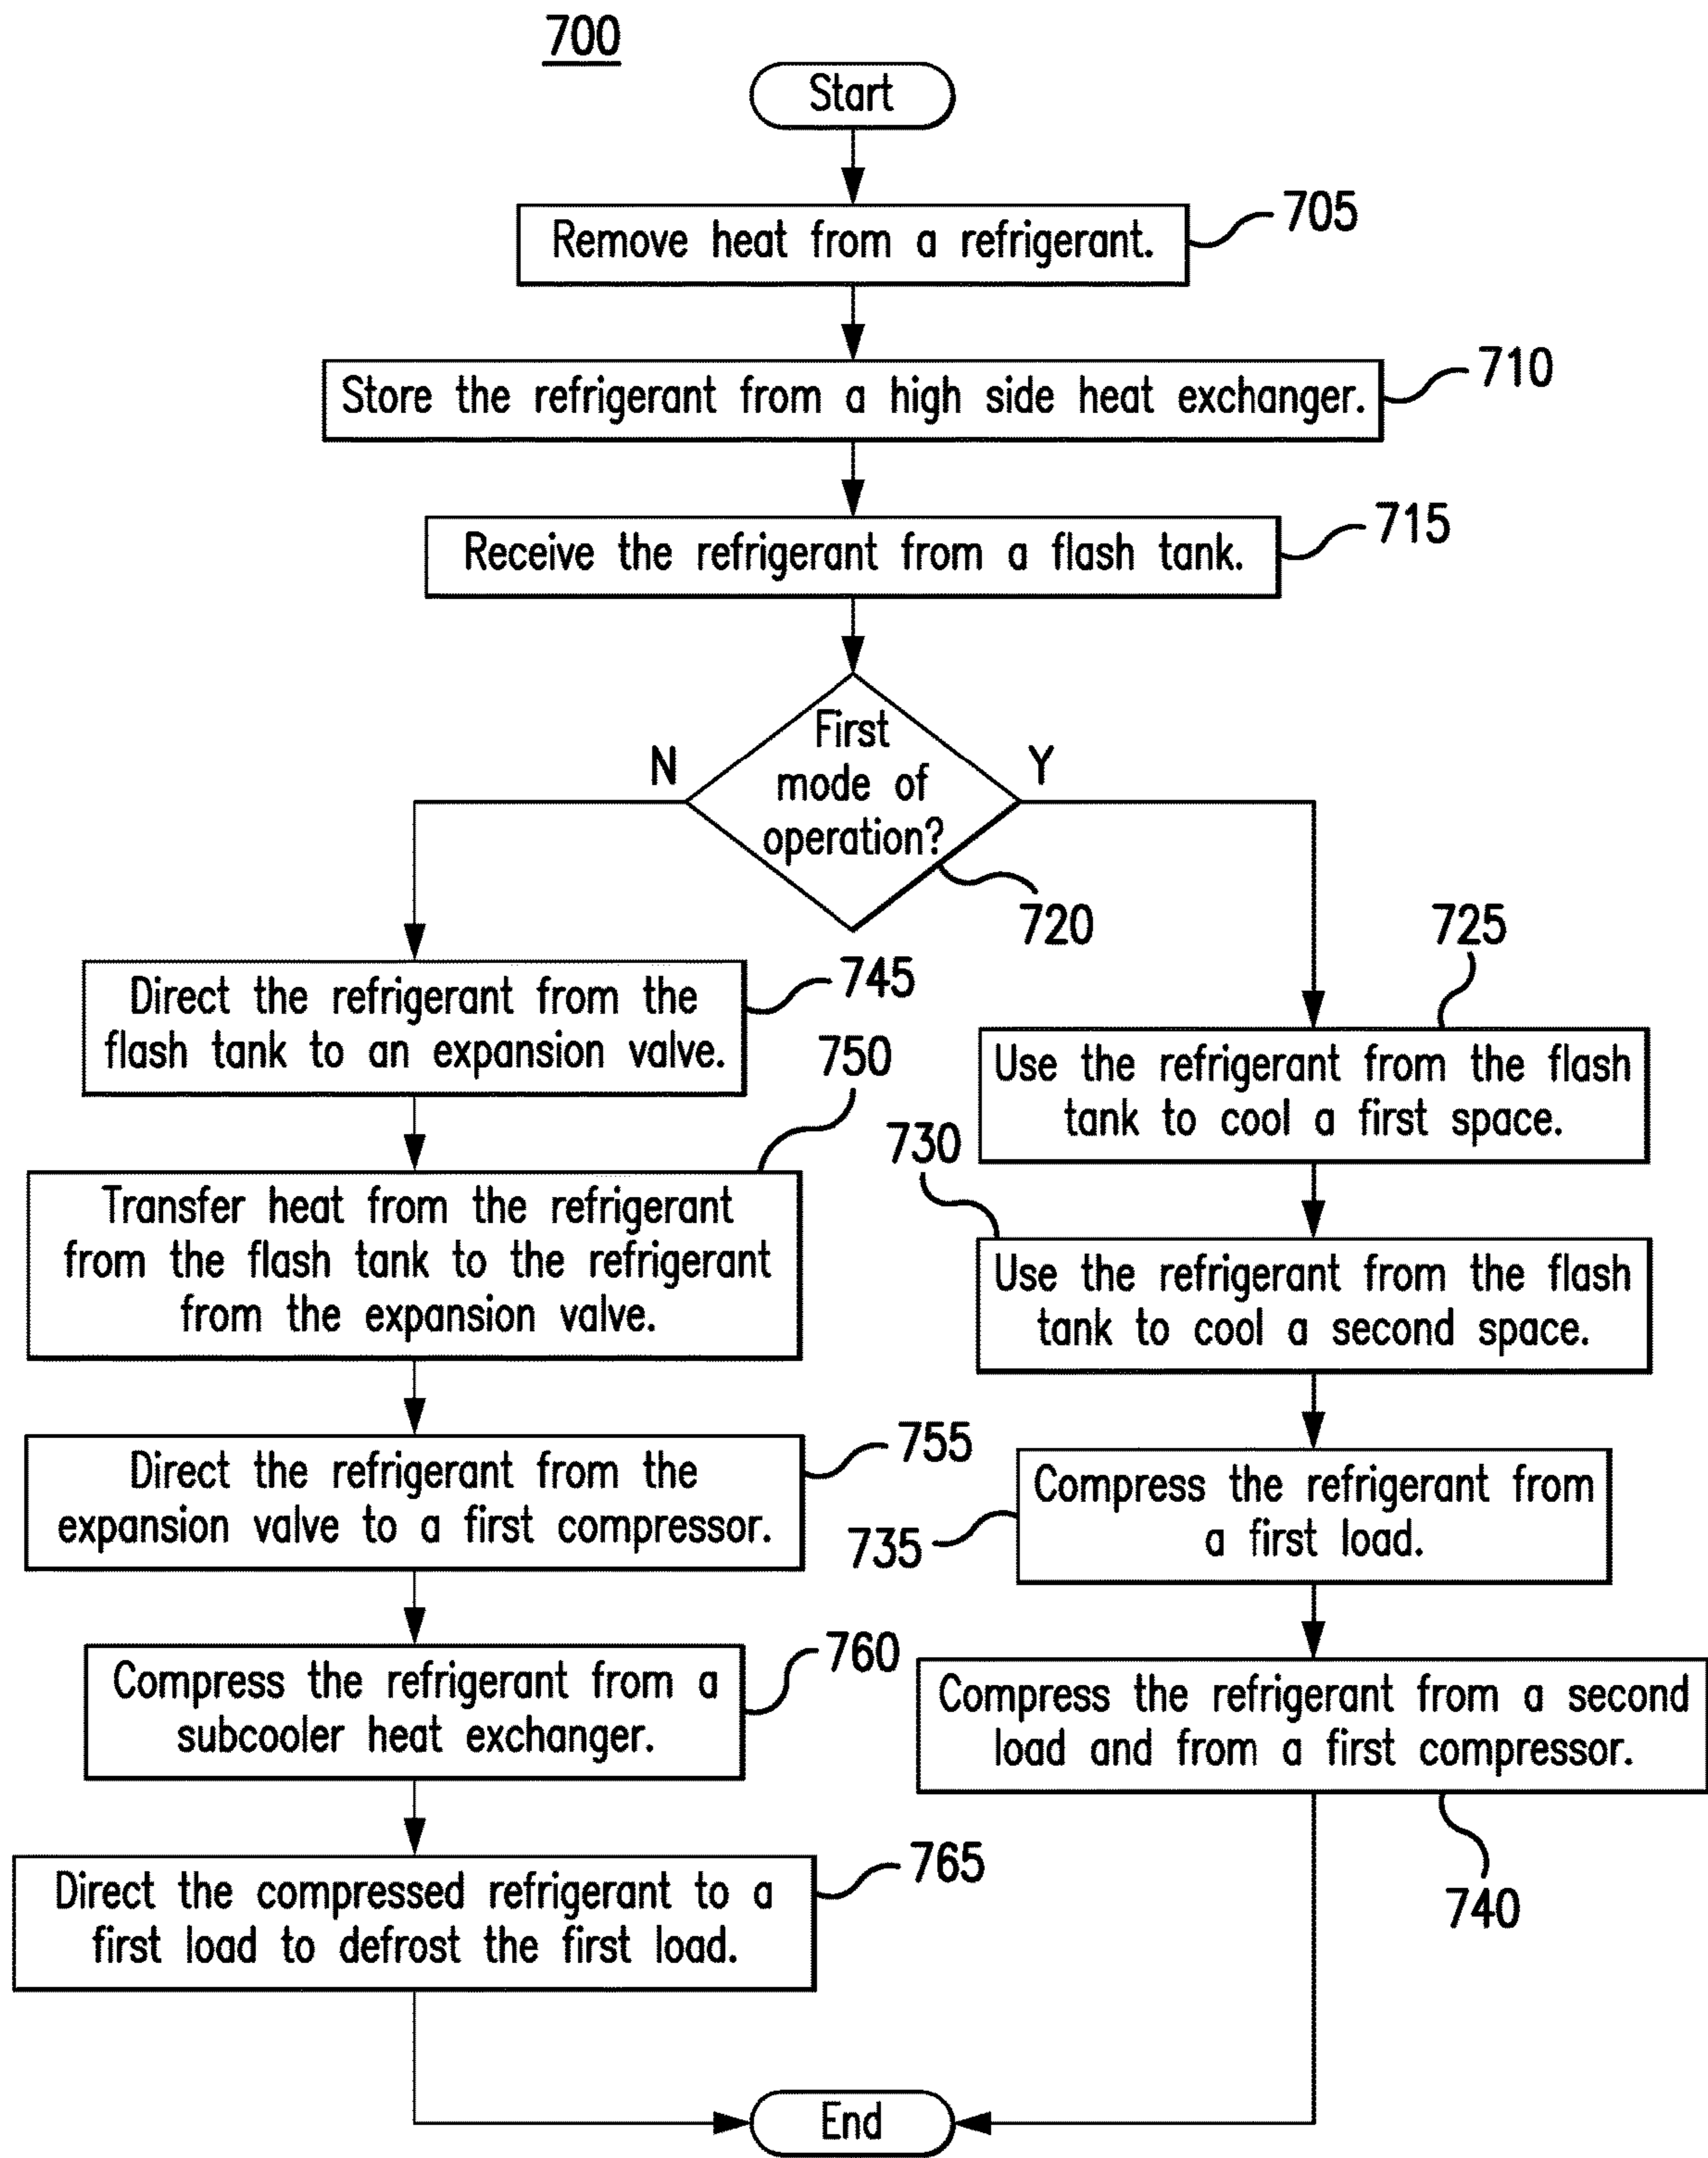 700
Start
Remove heat from a refrigerant.
705
Store the refrigerant from a high side heat exchanger.
710
Receive the refrigerant from a flash tank.
715
First
mode of
operation?
N
Y
720
Direct the refrigerant from the
flash tank to an expansion valve.
745
Transfer heat from the refrigerant
from the flash tank to the refrigerant
from the expansion valve.
750
Direct the refrigerant from the
expansion valve to a first compressor.
755
Compress the refrigerant from a
subcooler heat exchanger.
760
Direct the compressed refrigerant to a
first load to defrost the first load.
765
725
Use the refrigerant from the flash
tank to cool a first space.
730
Use the refrigerant from the flash
tank to cool a second space.
Compress the refrigerant from
a first load.
735
Compress the refrigerant from a second
load and from a first compressor.
740
End